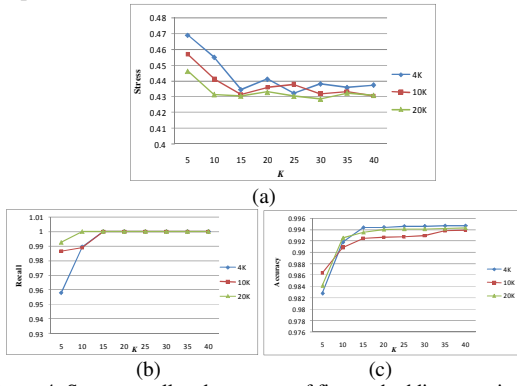 0.48
0.47
0.46
0.45
0.44
0.43
0.42
0.41
0.4
Stress
5 10 15 20 25 30 35 40
K
4K
10K
20K
(a)
1.01
1
0.99
0.98
0.97
0.96
0.95
0.94
0.93
Recall
5 10 15 20 25 30 35 40
K
4K
10K
20K
(b)
0.996
0.994
0.992
0.99
0.988
0.986
0.984
0.982
0.98
0.978
0.976
Accuracy
5 10 15 20 25 30 35 40
K
4K
10K
20K
(c)